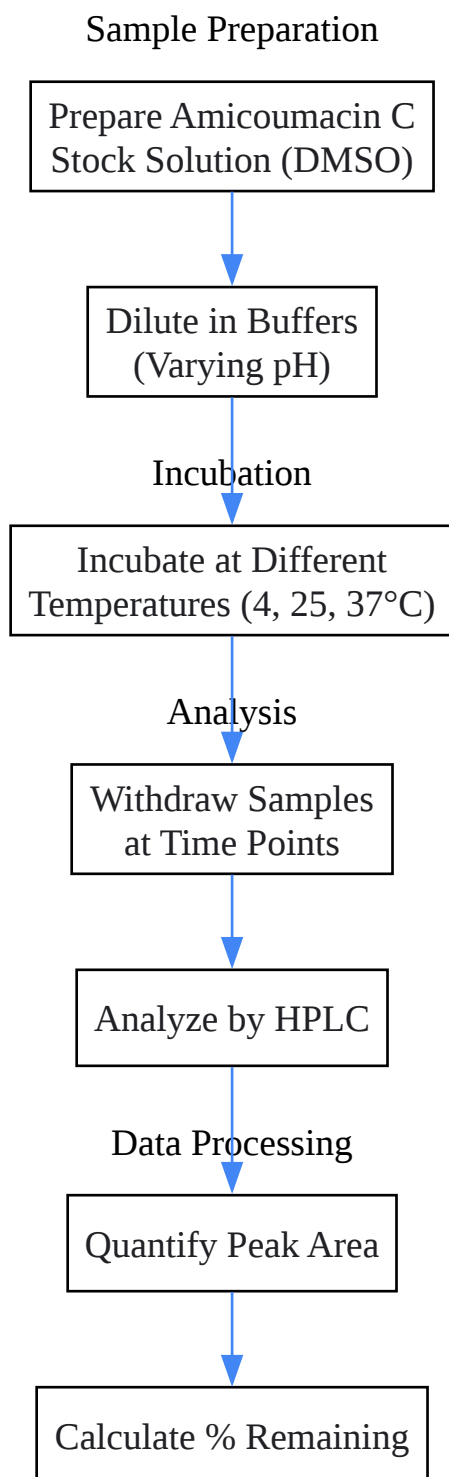 Sample Preparation
Prepare Amicoumacin C
Stock Solution (DMSO)
Dilute in Buffers
(Varying pH)
Incubation
Incubate at Different
Temperatures (4, 25, 37°C)
Analysis
Withdraw Samples
at Time Points
Analyze by HPLC
Data Processing
Quantify Peak Area
Calculate % Remaining